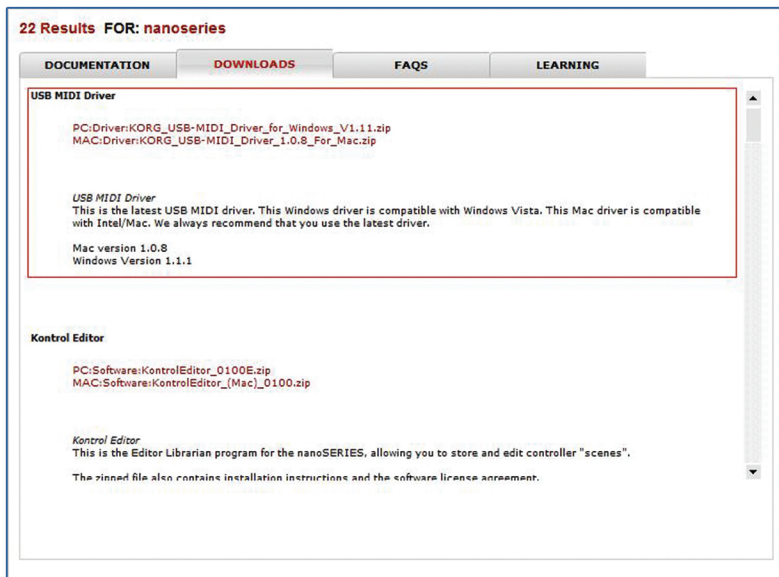 22 Results FOR: nanoseries
DOCUMENTATION
DOWNLOADS
FAQS
LEARNING
USB MIDI Driver
PC:Driver:KORG_USB-MIDI_Driver_for_Windows_V1.11.zip
MAC:Driver:KORG_USB-MIDI_Driver_1.0.8_For_Mac.zip
USB MIDI Driver
This is the latest USB MIDI driver. This Windows driver is compatible with Windows Vista. This Mac driver is compatible
with Intel/Mac. We always recommend that you use the latest driver.
Mac version 1.0.8
Windows Version 1.1.1
Kontrol Editor
PC:Software:KontrolEditor_0100E.zip
MAC:Software:KontrolEditor_(Mac)_0100.zip
Kontrol Editor
This is the Editor Librarian program for the nanoSERIES, allowing you to store and edit controller "scenes".
The zipped file also contains installation instructions and the software license agreement.